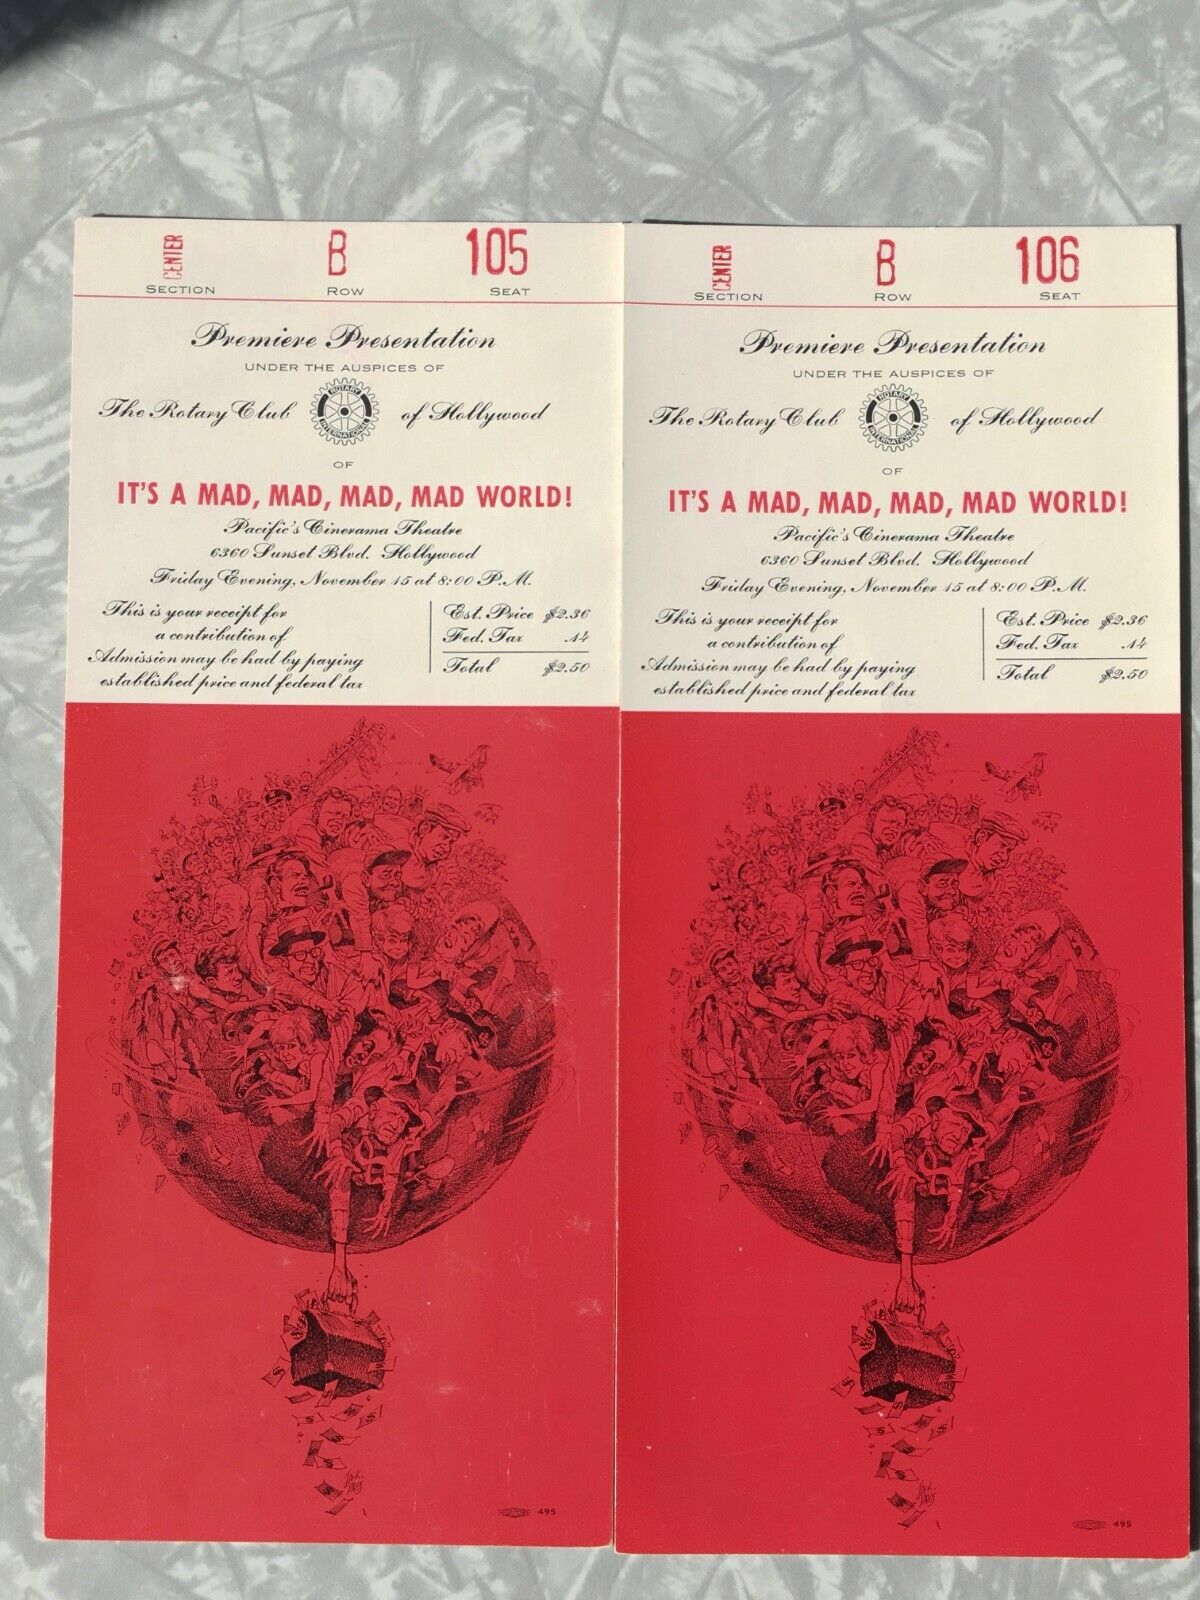 CENTER B 105
SECTION ROW SEAT
Premiere Presentation
UNDER THE AUSPICES OF
The Rotary Club ROTARY INTERNATIONAL of Hollywood
OF
IT'S A MAD, MAD, MAD, MAD WORLD!
Pacific's Cinerama Theatre
6360 Sunset Blvd. Hollywood
Friday Evening, November 15 at 8:00 P.M.
This is your receipt for
a contribution of
Admission may be had by paying
established price and federal tax
Est. Price $2.36
Fed. Tax .14
Total $2.50
495
CENTER B 106
SECTION ROW SEAT
Premiere Presentation
UNDER THE AUSPICES OF
The Rotary Club ROTARY INTERNATIONAL of Hollywood
OF
IT'S A MAD, MAD, MAD, MAD WORLD!
Pacific's Cinerama Theatre
6360 Sunset Blvd. Hollywood
Friday Evening, November 15 at 8:00 P.M.
This is your receipt for
a contribution of
Admission may be had by paying
established price and federal tax
Est. Price $2.36
Fed. Tax .14
Total $2.50
495